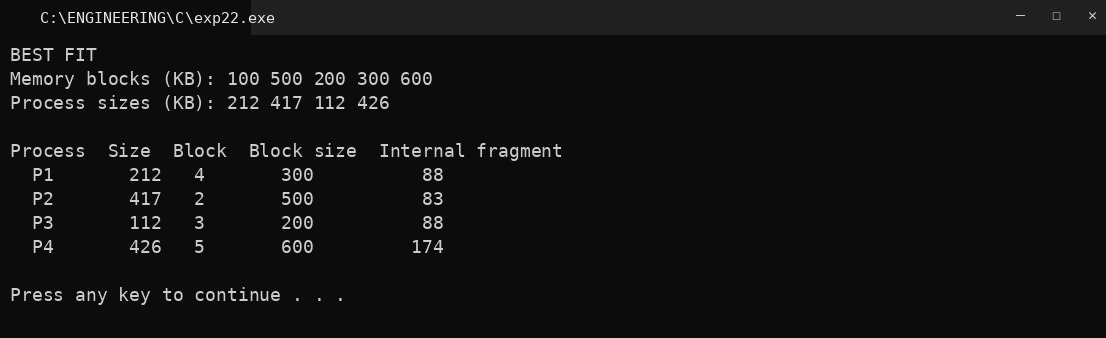 C:\ENGINEERING\C\exp22.exe
BEST FIT
Memory blocks (KB): 100 500 200 300 600
Process sizes (KB): 212 417 112 426
Process  Size  Block  Block size  Internal fragment
  P1       212   4       300          88
  P2       417   2       500          83
  P3       112   3       200          88
  P4       426   5       600         174
Press any key to continue . . .